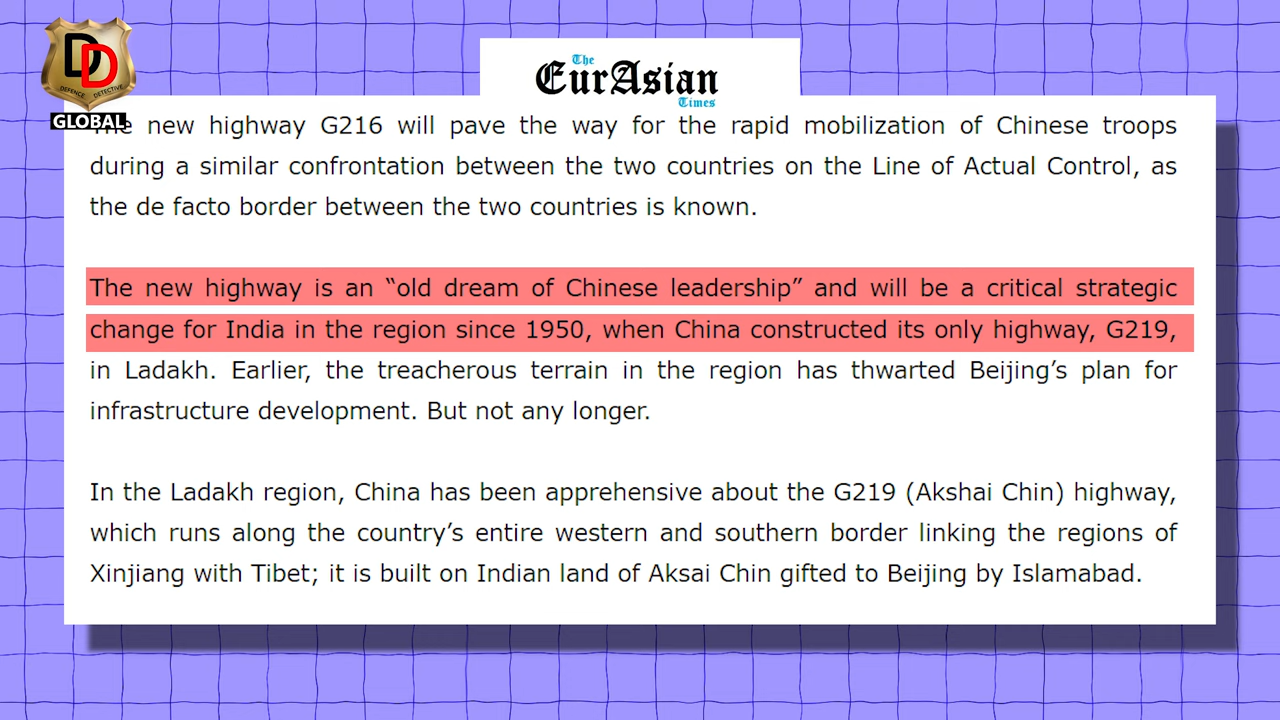 DD
DEFENCE DETECTIVE
GLOBAL
The
EurAsian
Times
The new highway G216 will pave the way for the rapid mobilization of Chinese troops
during a similar confrontation between the two countries on the Line of Actual Control, as
the de facto border between the two countries is known.
The new highway is an “old dream of Chinese leadership” and will be a critical strategic
change for India in the region since 1950, when China constructed its only highway, G219,
in Ladakh. Earlier, the treacherous terrain in the region has thwarted Beijing’s plan for
infrastructure development. But not any longer.
In the Ladakh region, China has been apprehensive about the G219 (Akshai Chin) highway,
which runs along the country’s entire western and southern border linking the regions of
Xinjiang with Tibet; it is built on Indian land of Aksai Chin gifted to Beijing by Islamabad.